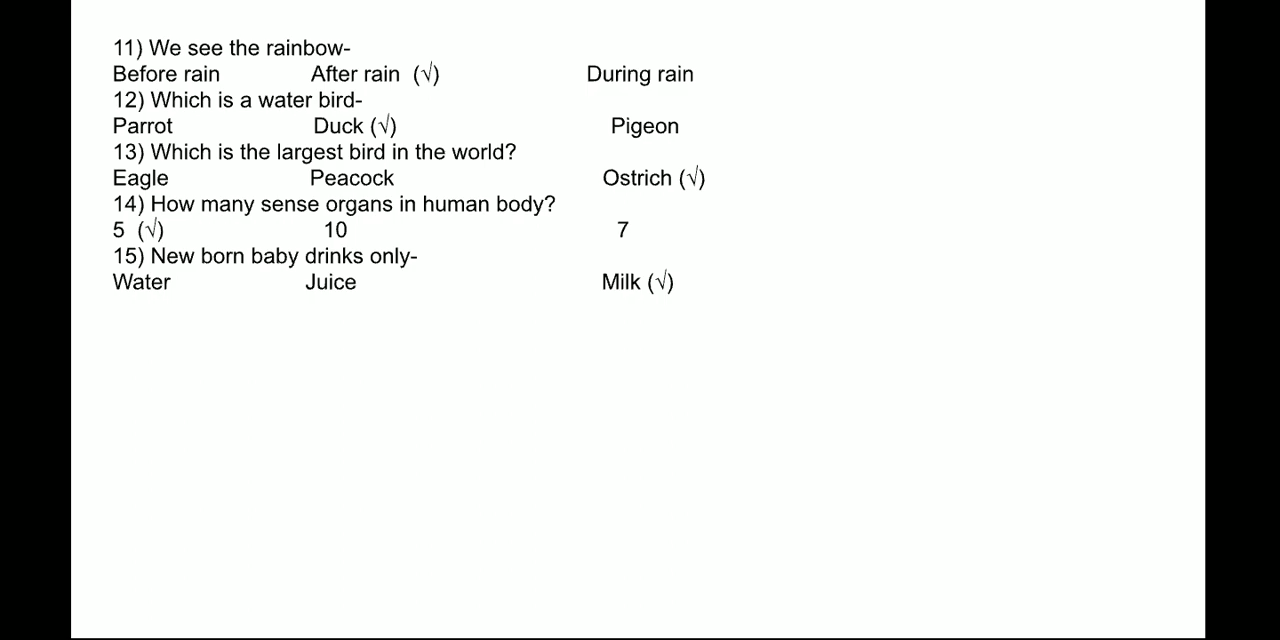 11) We see the rainbow-
Before rain After rain (√) During rain
12) Which is a water bird-
Parrot Duck (√) Pigeon
13) Which is the largest bird in the world?
Eagle Peacock Ostrich (√)
14) How many sense organs in human body?
5 (√) 10 7
15) New born baby drinks only-
Water Juice Milk (√)